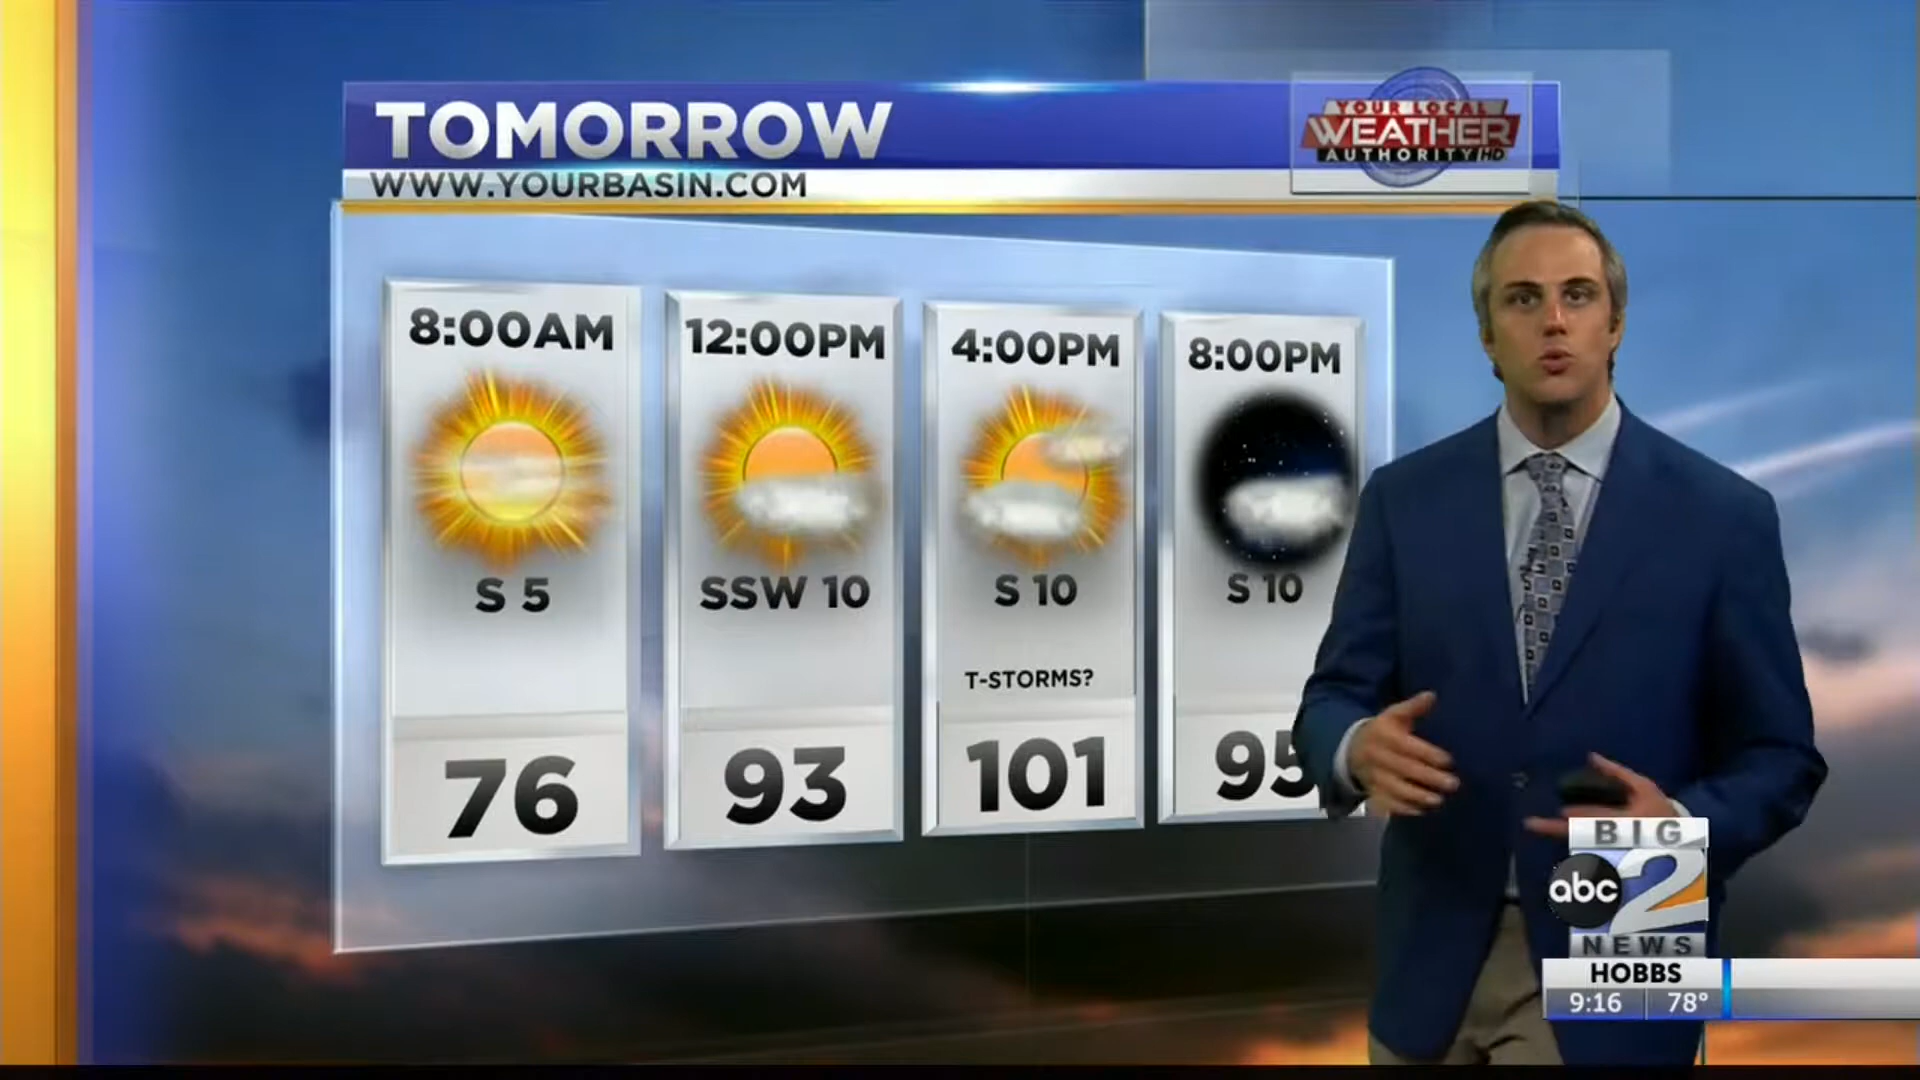 TOMORROW
WWW.YOURBASIN.COM
YOUR LOCAL
WEATHER
AUTHORITY HD
8:00AM
S 5
76
12:00PM
SSW 10
93
4:00PM
S 10
T-STORMS?
101
8:00PM
S 10
95
BIG
abc 2
NEWS
HOBBS
9:16 78°